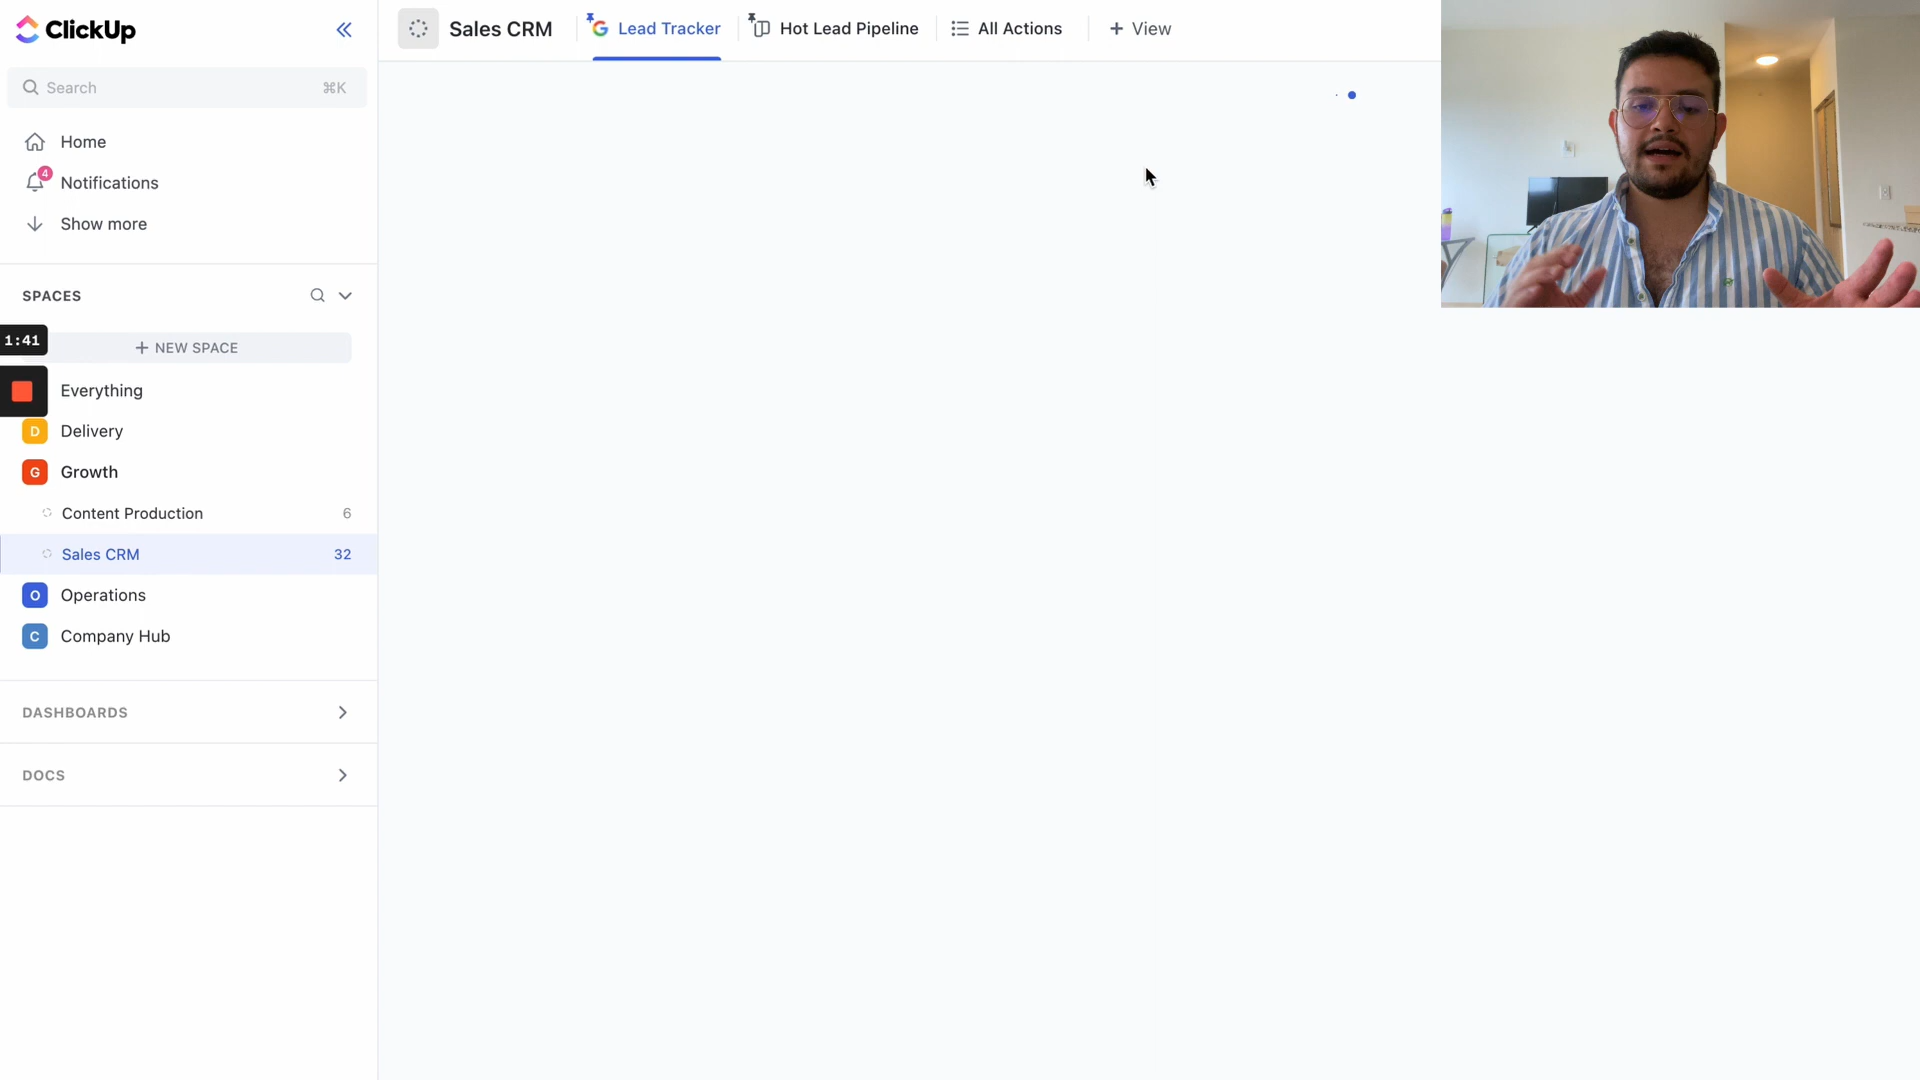 ClickUp
Search ⌘K
Home
4
Notifications
Show more
SPACES
1:41
+ NEW SPACE
Everything
D Delivery
G Growth
Content Production 6
Sales CRM 32
O Operations
C Company Hub
DASHBOARDS
DOCS
Sales CRM
G Lead Tracker
Hot Lead Pipeline
All Actions
+ View